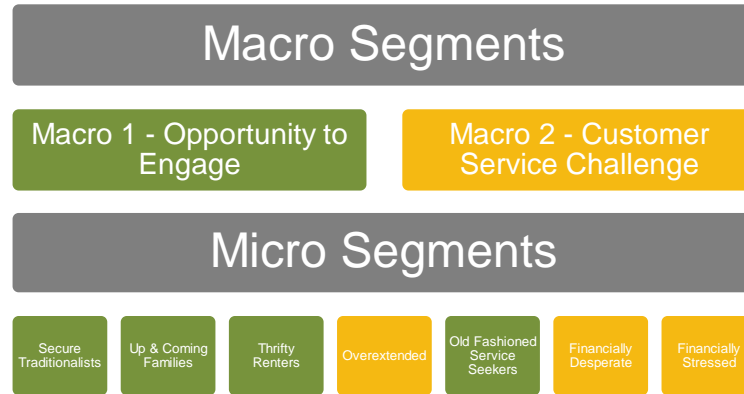 Macro Segments
Macro 1 - Opportunity to
Engage
Macro 2 - Customer
Service Challenge
Micro Segments
Secure
Traditionalists
Up & Coming
Families
Thrifty
Renters
Overextended
Old Fashioned
Service
Seekers
Financially
Desperate
Financially
Stressed